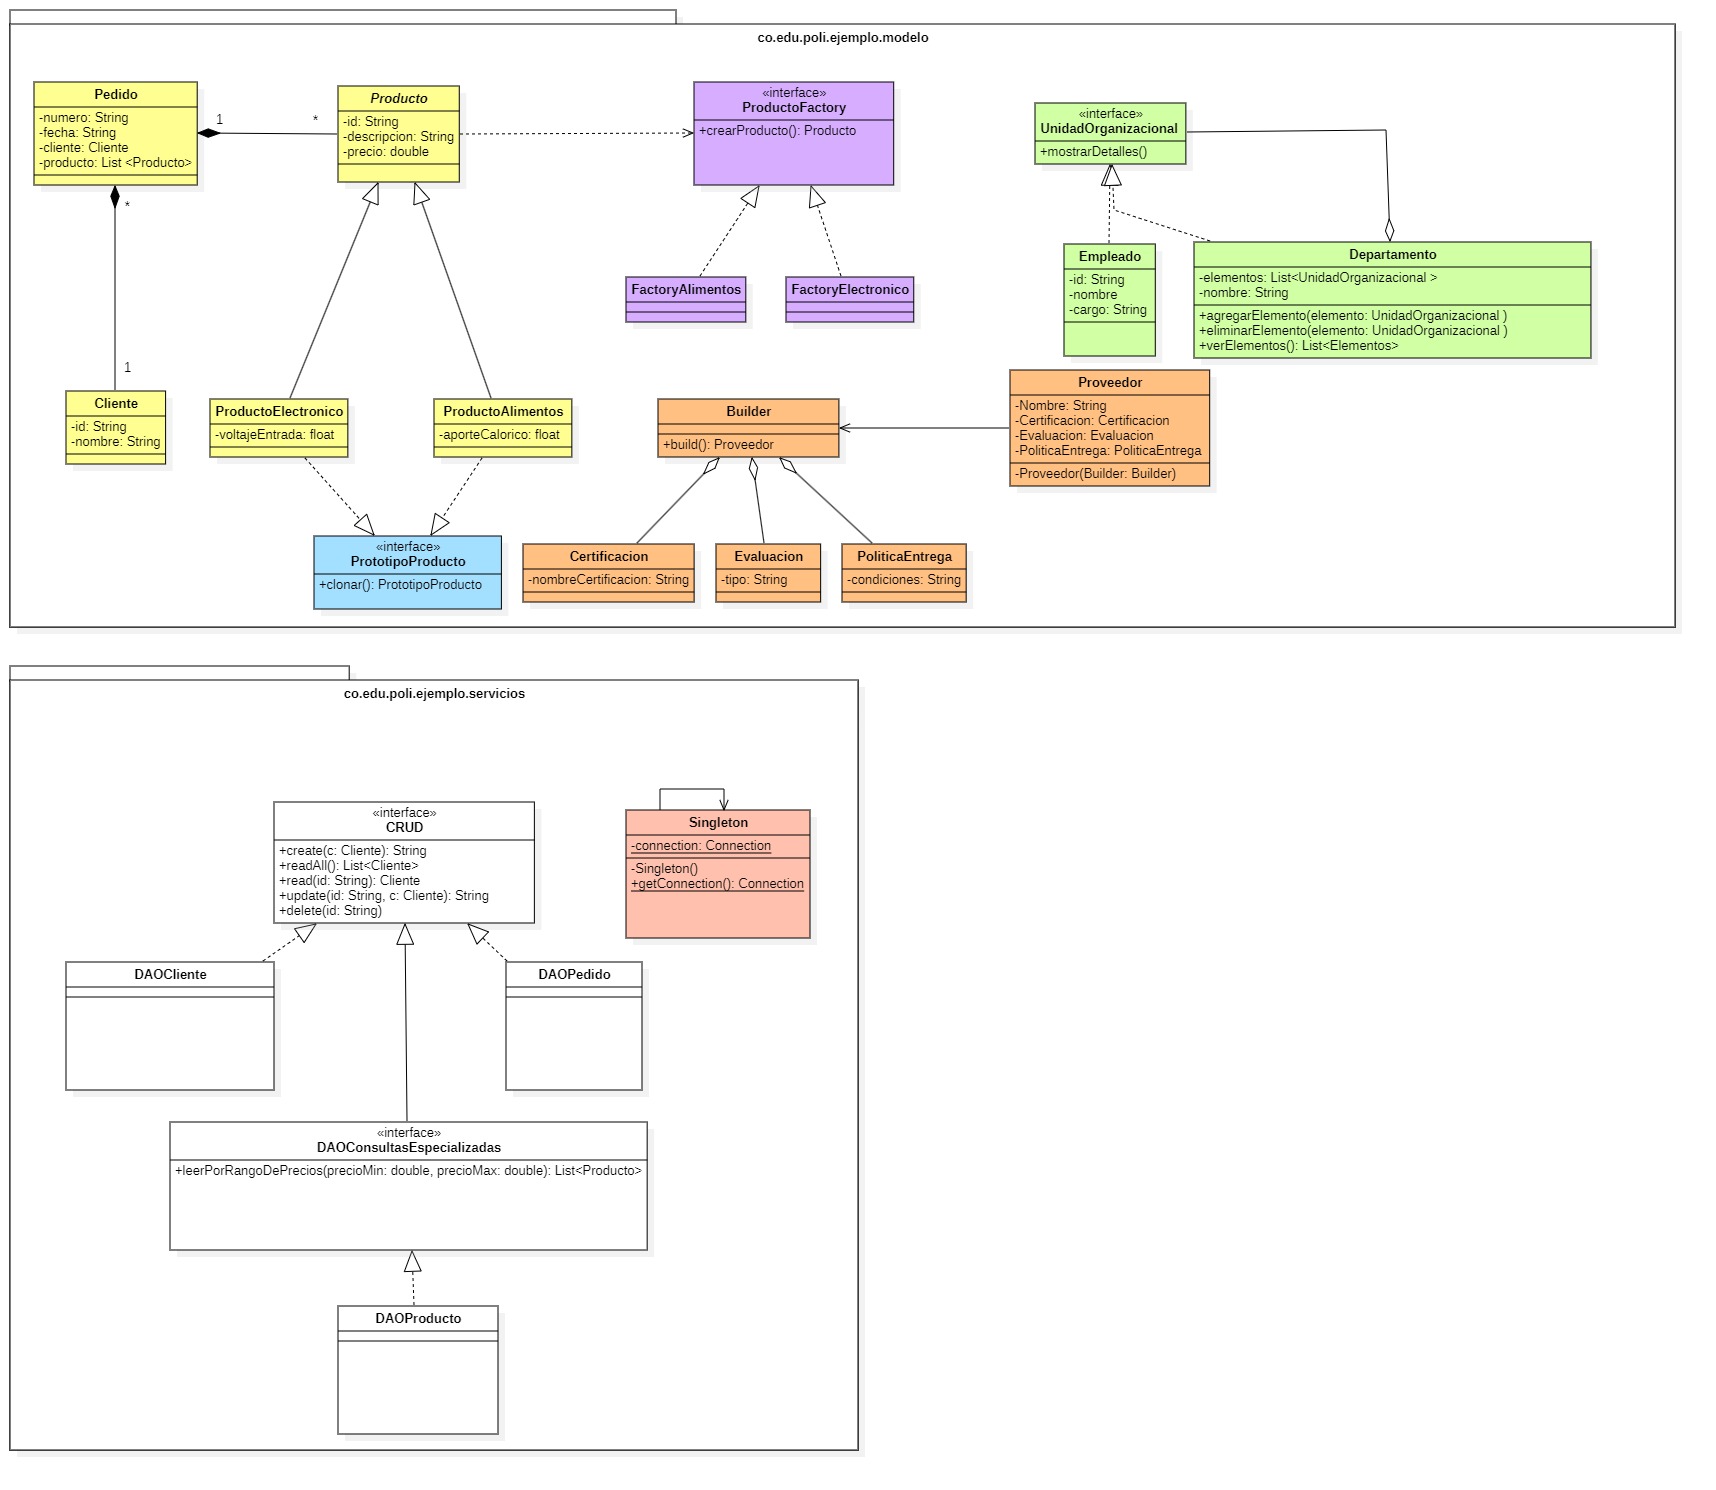 co.edu.poli.ejemplo.modelo
Pedido
-numero: String
-fecha: String
-cliente: Cliente
-producto: List <Producto>
1
*
Producto
-id: String
-descripcion: String
-precio: double
«interface»
ProductoFactory
+crearProducto(): Producto
«interface»
UnidadOrganizacional
+mostrarDetalles()
*
1
FactoryAlimentos
FactoryElectronico
Empleado
-id: String
-nombre
-cargo: String
Departamento
-elementos: List<UnidadOrganizacional >
-nombre: String
+agregarElemento(elemento: UnidadOrganizacional )
+eliminarElemento(elemento: UnidadOrganizacional )
+verElementos(): List<Elementos>
Cliente
-id: String
-nombre: String
ProductoElectronico
-voltajeEntrada: float
ProductoAlimentos
-aporteCalorico: float
Builder
+build(): Proveedor
Proveedor
-Nombre: String
-Certificacion: Certificacion
-Evaluacion: Evaluacion
-PoliticaEntrega: PoliticaEntrega
-Proveedor(Builder: Builder)
«interface»
PrototipoProducto
+clonar(): PrototipoProducto
Certificacion
-nombreCertificacion: String
Evaluacion
-tipo: String
PoliticaEntrega
-condiciones: String
co.edu.poli.ejemplo.servicios
«interface»
CRUD
+create(c: Cliente): String
+readAll(): List<Cliente>
+read(id: String): Cliente
+update(id: String, c: Cliente): String
+delete(id: String)
Singleton
-connection: Connection
-Singleton()
+getConnection(): Connection
DAOCliente
DAOPedido
«interface»
DAOConsultasEspecializadas
+leerPorRangoDePrecios(precioMin: double, precioMax: double): List<Producto>
DAOProducto